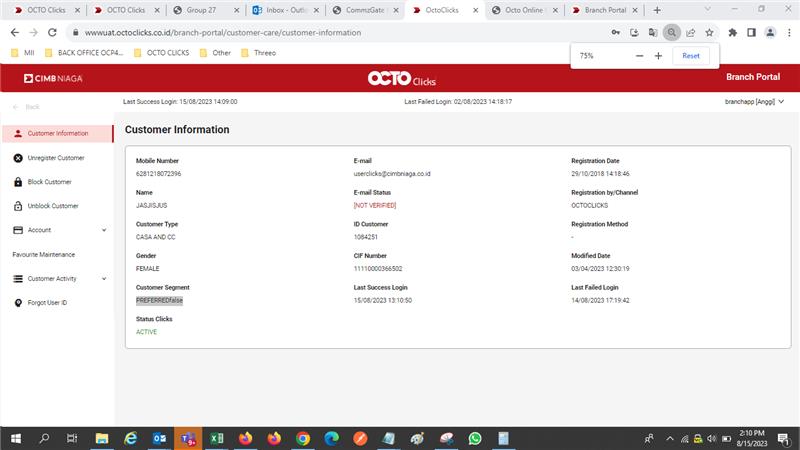 OCTO Clicks
OCTO Clicks
Group 27
Inbox - Outlo
CommzGate
OctoClicks
Octo Online
Branch Portal
wwwuat.octoclicks.co.id/branch-portal/customer-care/customer-information
75%
Reset
MII
BACK OFFICE OCP4...
OCTO CLICKS
Other
Threeo
CIMB NIAGA
OCTO Clicks
Branch Portal
Back
Last Success Login: 15/08/2023 14:09:00
Last Failed Login: 02/08/2023 14:18:17
branchapp [Anggi]
Customer Information
Unregister Customer
Block Customer
Unblock Customer
Account
Favourite Maintenance
Customer Activity
Forgot User ID
Customer Information
Mobile Number
6281218072396
E-mail
userclicks@cimbniaga.co.id
Registration Date
29/10/2018 14:18:46
Name
JASJISJUS
E-mail Status
[NOT VERIFIED]
Registration by/Channel
OCTOCLICKS
Customer Type
CASA AND CC
ID Customer
1084251
Registration Method
-
Gender
FEMALE
CIF Number
11110000366502
Modified Date
03/04/2023 12:30:19
Customer Segment
PREFERREDfalse
Last Success Login
15/08/2023 13:10:50
Last Failed Login
14/08/2023 17:19:42
Status Clicks
ACTIVE
9+
2:10 PM
8/15/2023
1